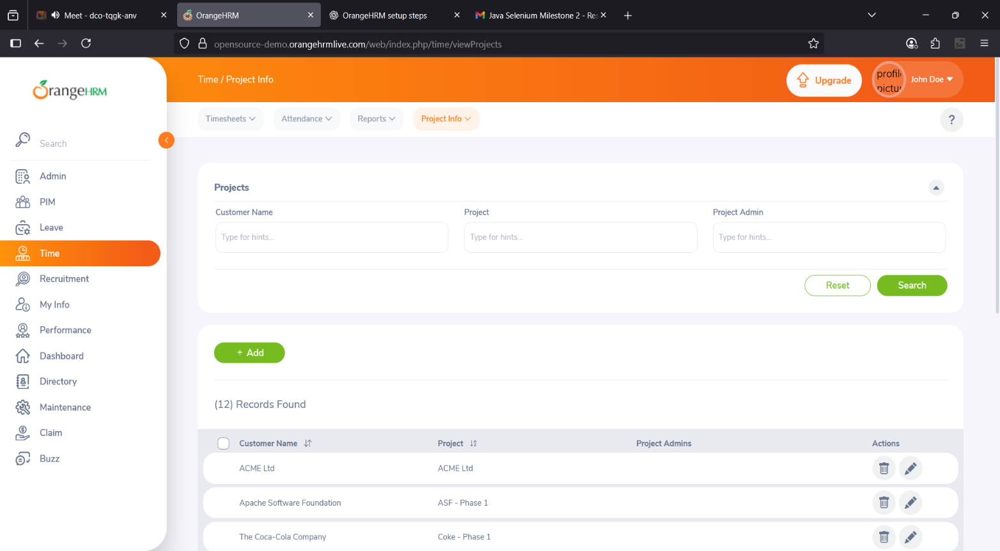 Meet - dco-tqgk-anv
OrangeHRM
OrangeHRM setup steps
Java Selenium Milestone 2 - Res
opensource-demo.orangehrmlive.com/web/index.php/time/viewProjects
OrangeHRM
Time / Project Info
Upgrade
profil
pictu
John Doe
Timesheets
Attendance
Reports
Project Info
?
Search
Admin
PIM
Leave
Time
Recruitment
My Info
Performance
Dashboard
Directory
Maintenance
Claim
Buzz
Projects
Customer Name
Project
Project Admin
Type for hints...
Type for hints...
Type for hints...
Reset
Search
+ Add
(12) Records Found
Customer Name
Project
Project Admins
Actions
ACME Ltd
ACME Ltd
Apache Software Foundation
ASF - Phase 1
The Coca-Cola Company
Coke - Phase 1